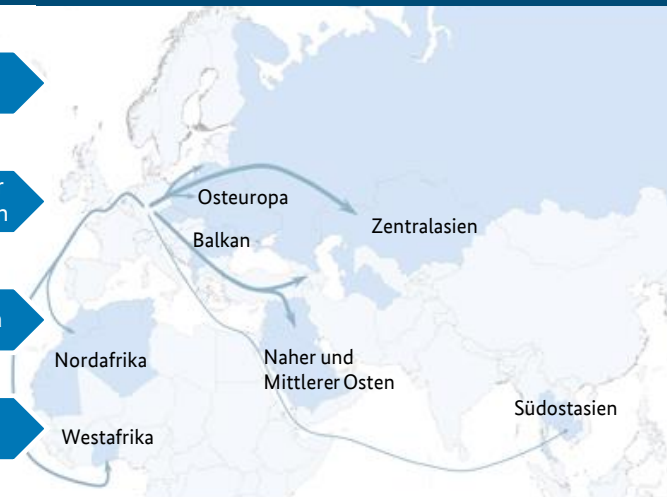 Osteuropa
Zentralasien
Balkan
Nordafrika
Naher und
Mittlerer Osten
Südostasien
Westafrika